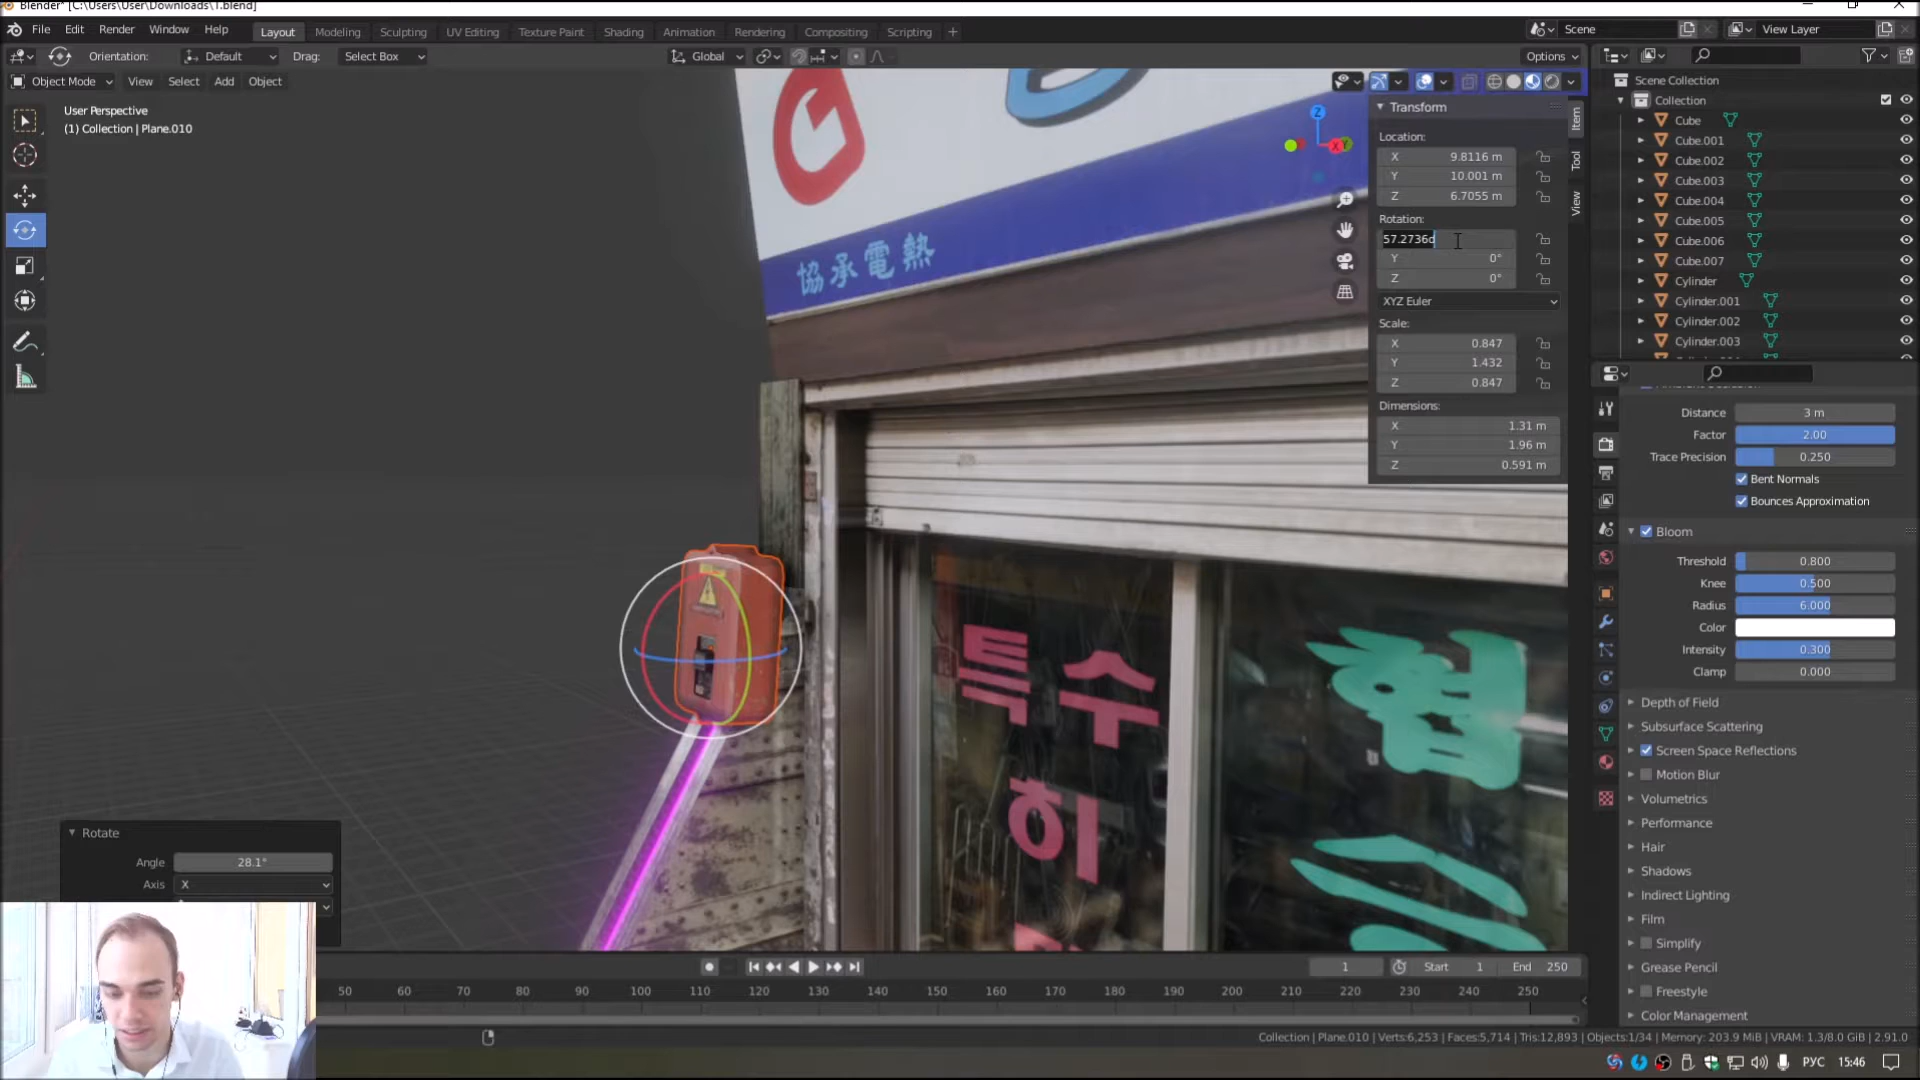 Blender* [C:\Users\User\Downloads\1.blend]
File Edit Render Window Help
Layout Modeling Sculpting UV Editing Texture Paint Shading Animation Rendering Compositing Scripting +
Scene
View Layer
Orientation: Default Drag: Select Box
Global
Options
Object Mode View Select Add Object
User Perspective
(1) Collection | Plane.010
協承電熱
특수
히
협
Transform
Location:
X 9.8116 m
Y 10.001 m
Z 6.7055 m
Rotation:
57.2736d
Y 0°
Z 0°
XYZ Euler
Scale:
X 0.847
Y 1.432
Z 0.847
Dimensions:
X 1.31 m
Y 1.96 m
Z 0.591 m
Item
Tool
View
Z
X
Y
Scene Collection
Collection
Cube
Cube.001
Cube.002
Cube.003
Cube.004
Cube.005
Cube.006
Cube.007
Cylinder
Cylinder.001
Cylinder.002
Cylinder.003
Distance 3 m
Factor 2.00
Trace Precision 0.250
Bent Normals
Bounces Approximation
Bloom
Threshold 0.800
Knee 0.500
Radius 6.000
Color
Intensity 0.300
Clamp 0.000
Depth of Field
Subsurface Scattering
Screen Space Reflections
Motion Blur
Volumetrics
Performance
Hair
Shadows
Indirect Lighting
Film
Simplify
Grease Pencil
Freestyle
Color Management
Rotate
Angle 28.1°
Axis X
1 Start 1 End 250
50 60 70 80 90 100 110 120 130 140 150 160 170 180 190 200 210 220 230 240 250
Collection | Plane.010 | Verts:6,253 | Faces:5,714 | Tris:12,893 | Objects:1/34 | Memory: 203.9 MiB | VRAM: 1.3/8.0 GiB | 2.91.0
РУС 15:46